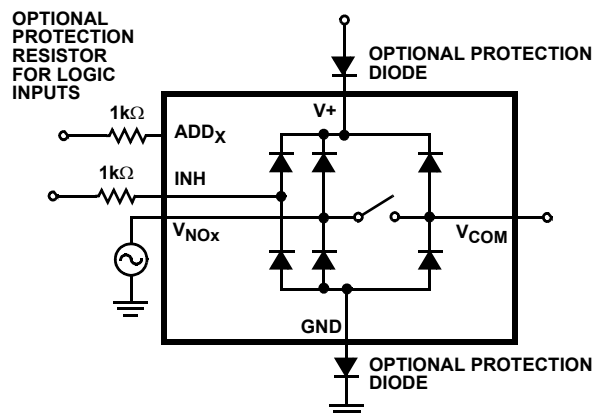 OPTIONAL
PROTECTION
RESISTOR
FOR LOGIC
INPUTS
OPTIONAL PROTECTION
DIODE
V+
1kΩ
ADDX
1kΩ
INH
VNOx
VCOM
GND
OPTIONAL PROTECTION
DIODE